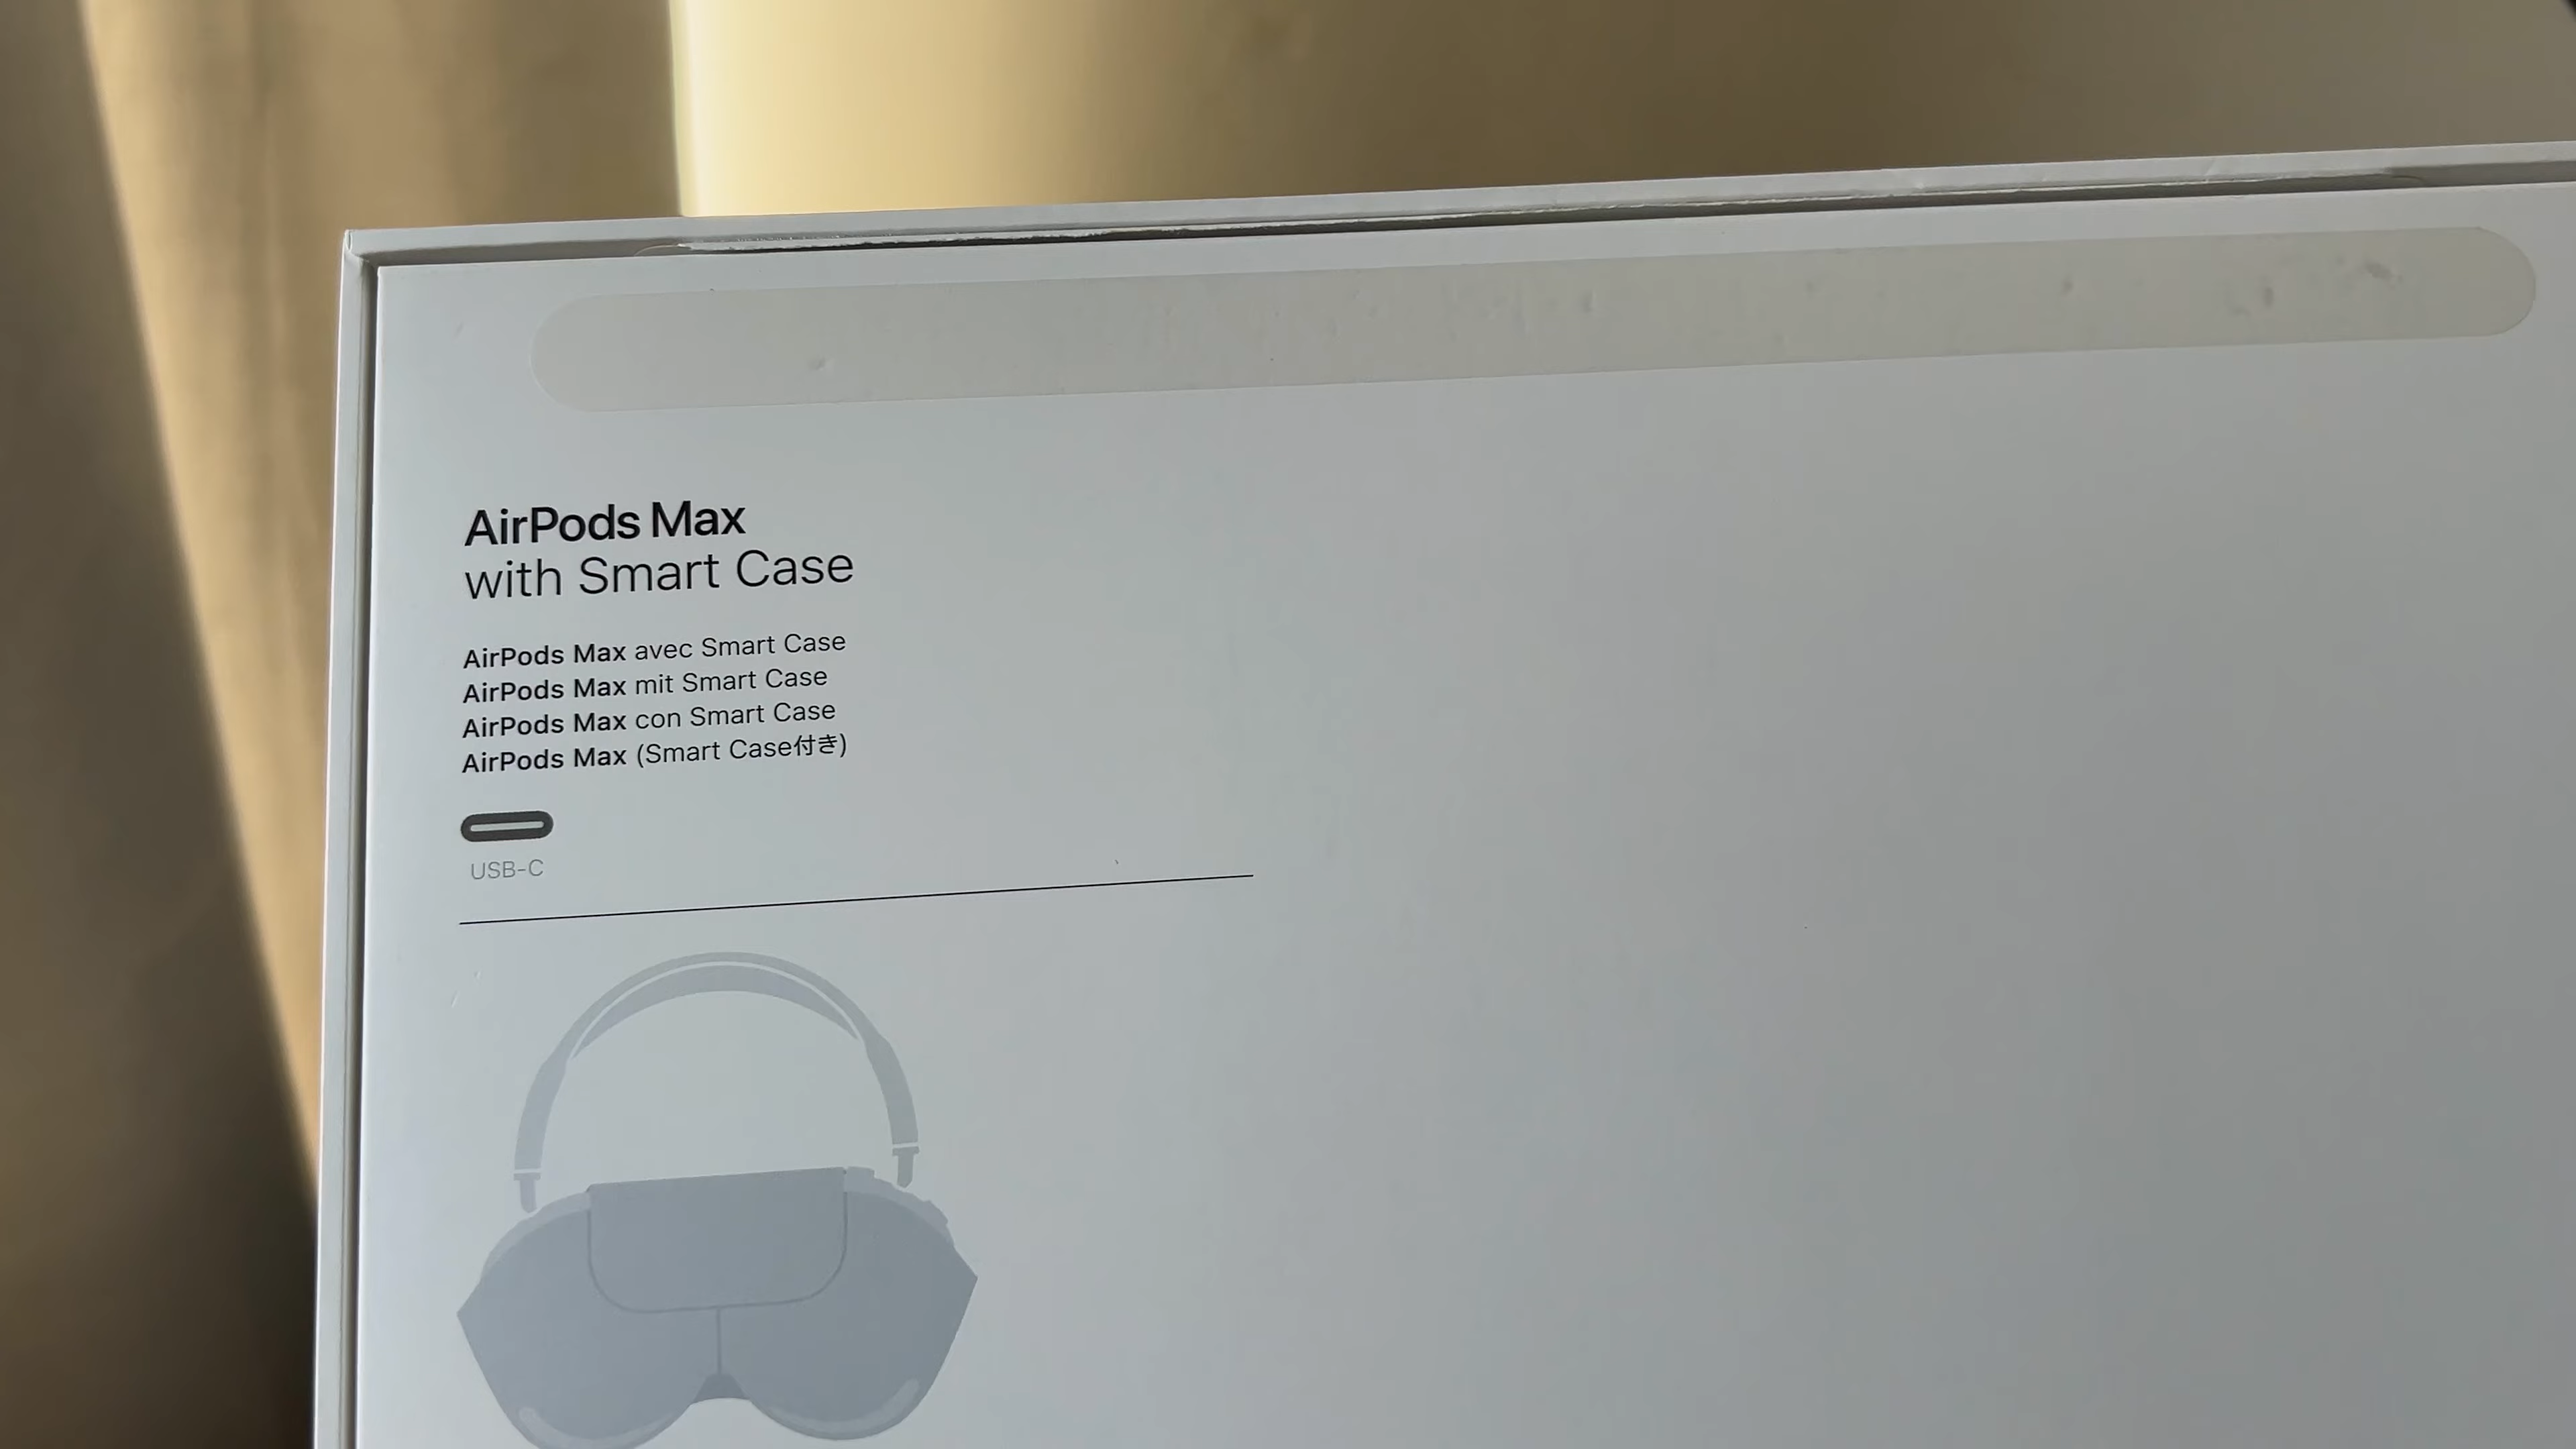 AirPods Max
with Smart Case
AirPods Max avec Smart Case
AirPods Max mit Smart Case
AirPods Max con Smart Case
AirPods Max (Smart Case付き)
USB-C